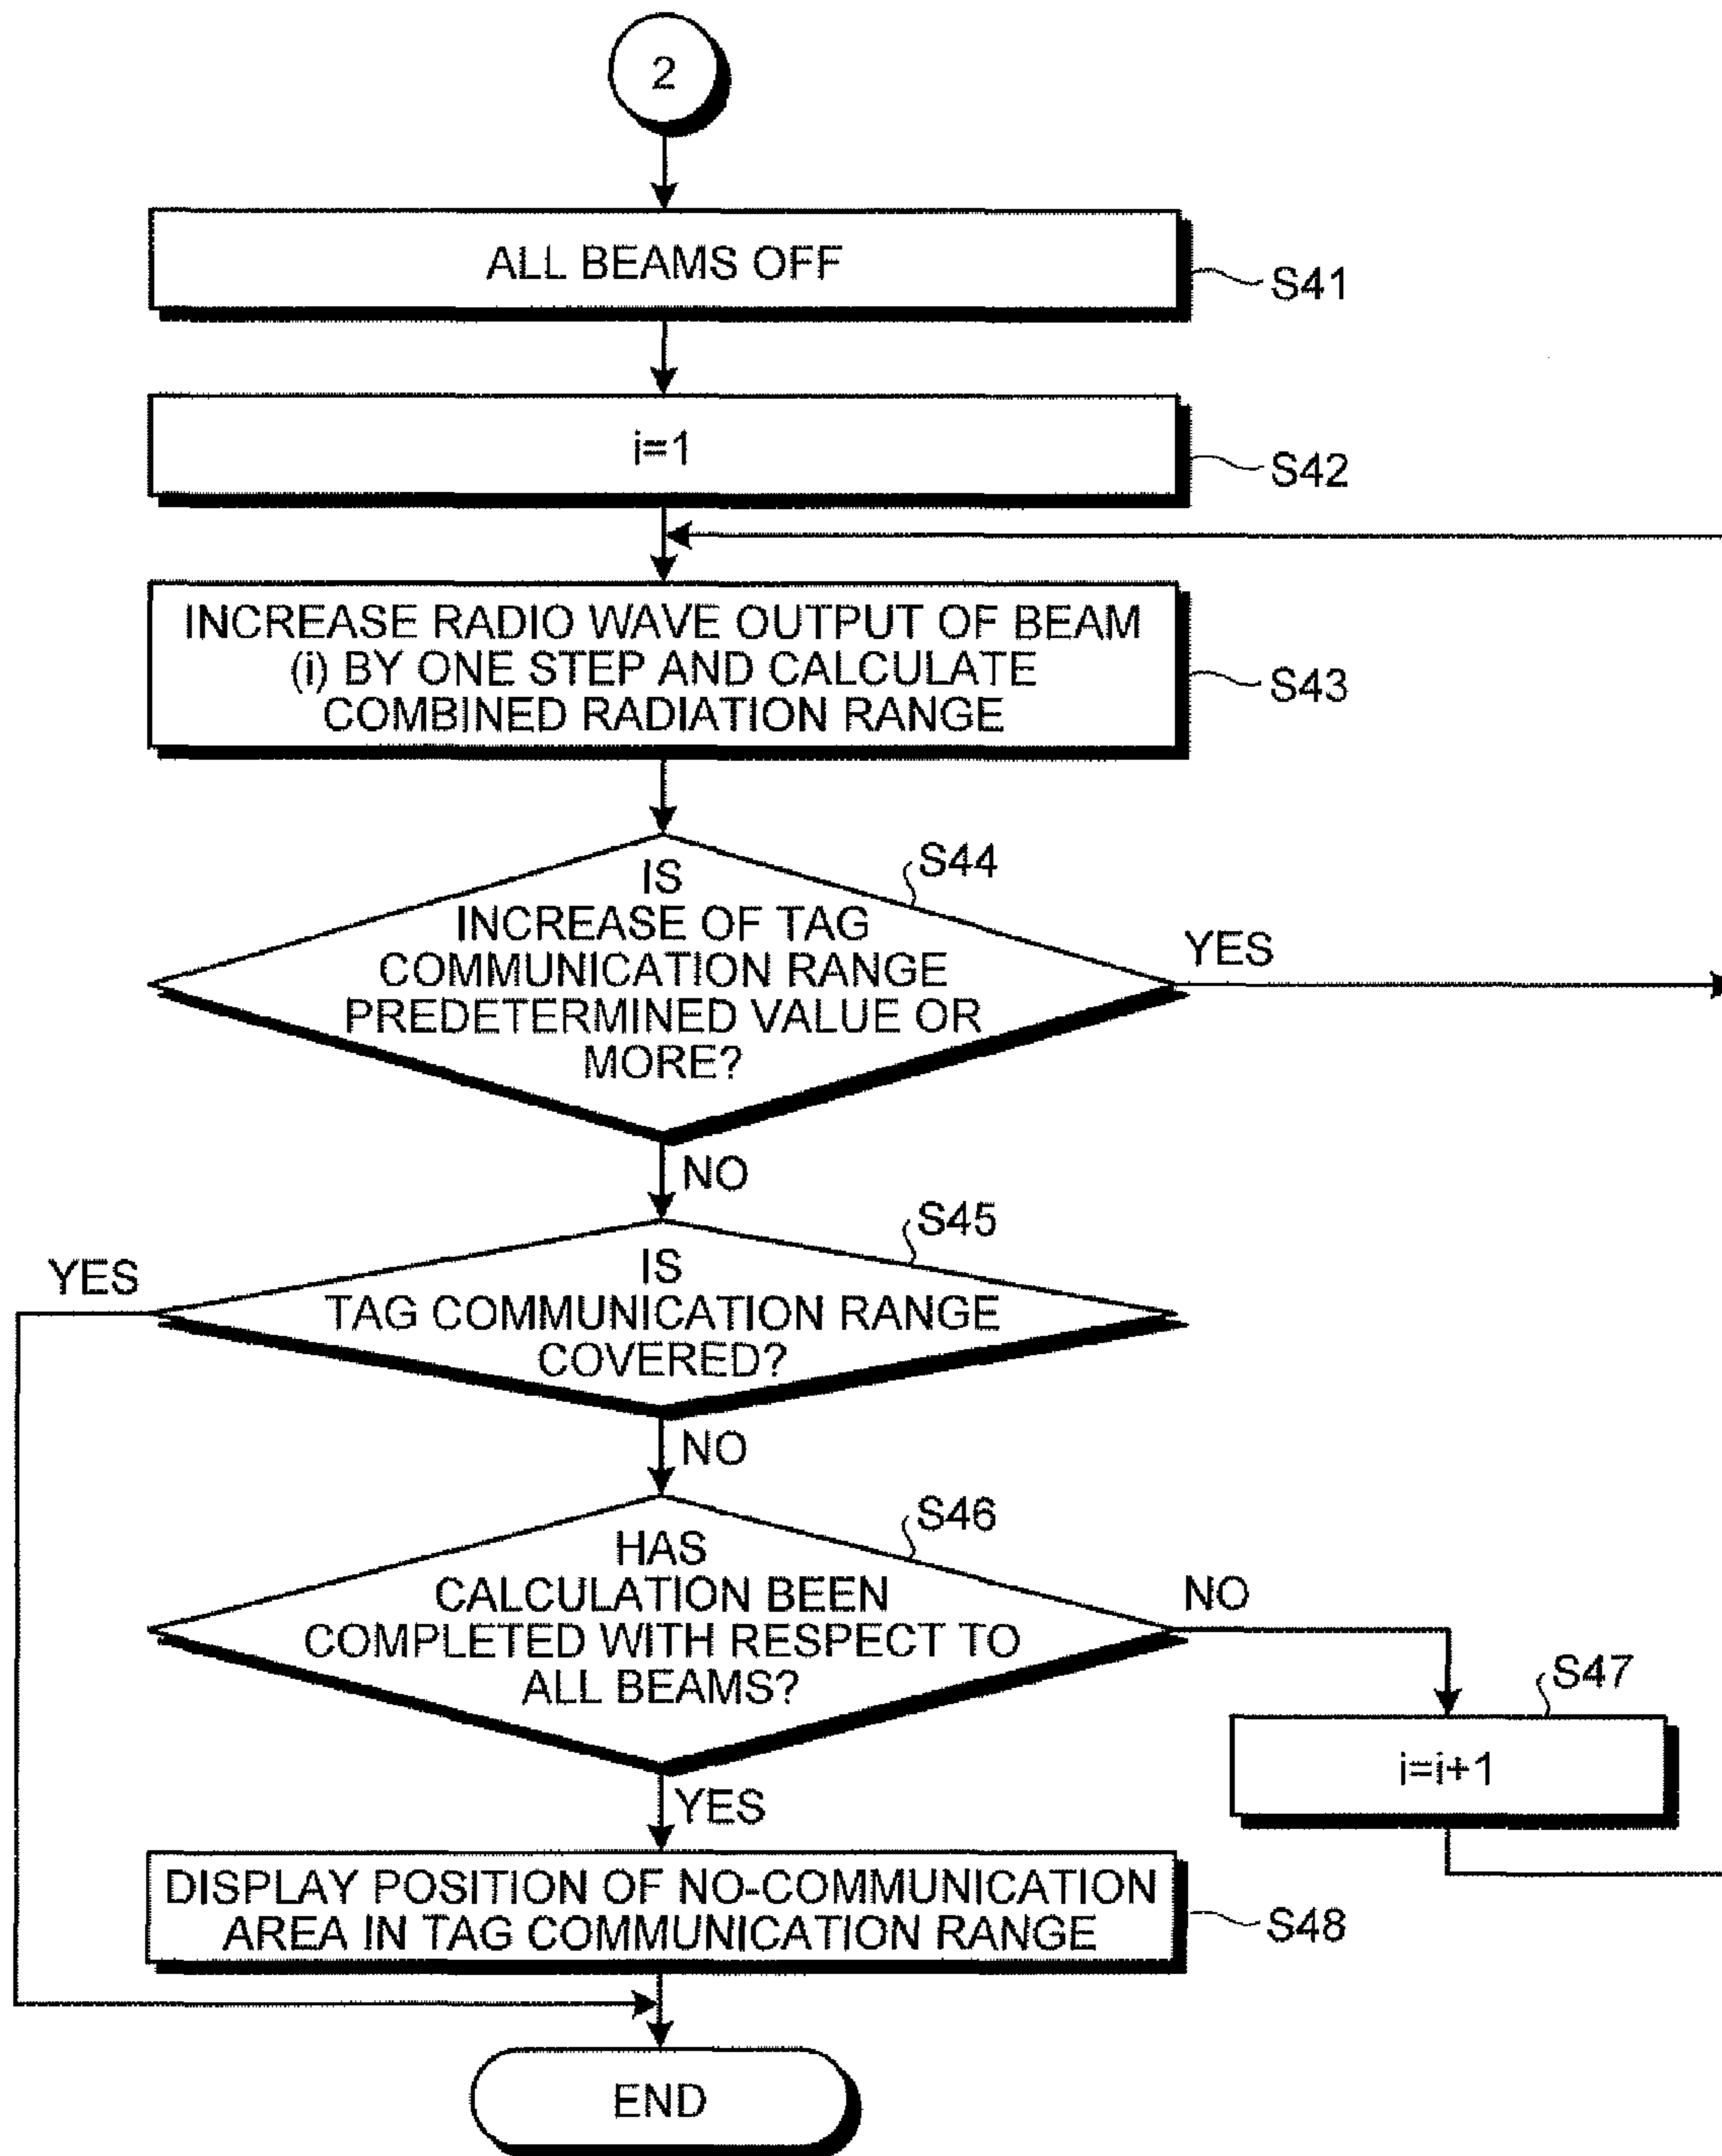 2
ALL BEAMS OFF
S41
i=1
S42
INCREASE RADIO WAVE OUTPUT OF BEAM
(i) BY ONE STEP AND CALCULATE
COMBINED RADIATION RANGE
S43
S44
IS
INCREASE OF TAG
COMMUNICATION RANGE
PREDETERMINED VALUE OR
MORE?
YES
NO
S45
IS
TAG COMMUNICATION RANGE
COVERED?
YES
NO
S46
HAS
CALCULATION BEEN
COMPLETED WITH RESPECT TO
ALL BEAMS?
NO
S47
i=i+1
YES
DISPLAY POSITION OF NO-COMMUNICATION
AREA IN TAG COMMUNICATION RANGE
S48
END